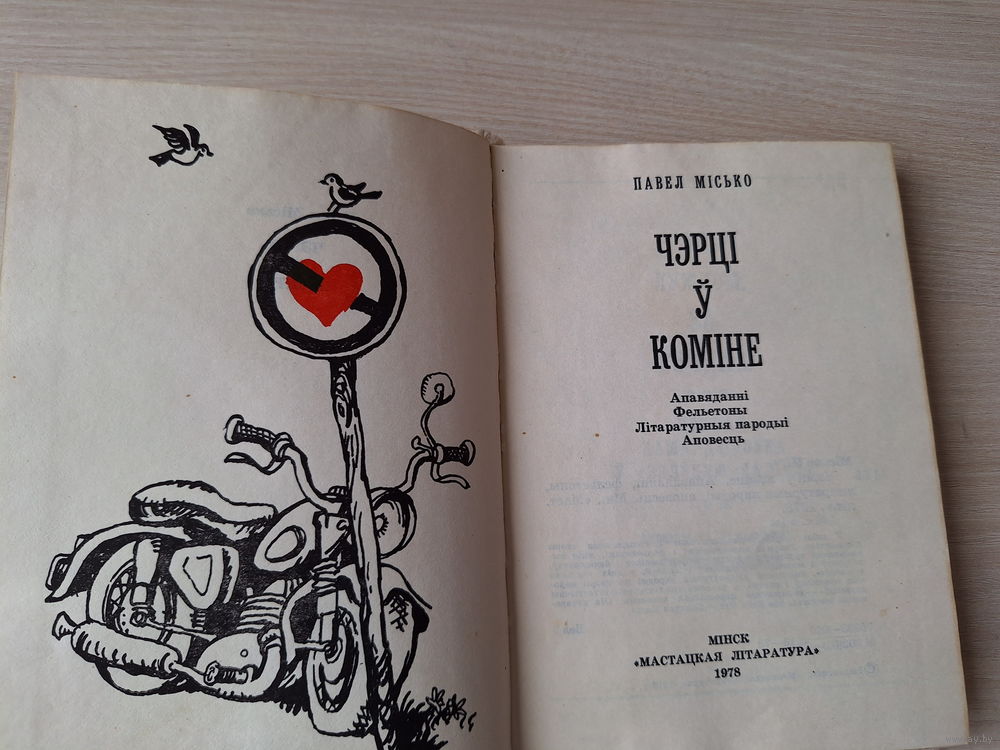 ПАВЕЛ МІСЬКО
ЧЭРЦІ
Ў
КОМІНЕ
Апавяданні
Фельетоны
Літаратурныя пародыі
Аповесць
МІНСК
«МАСТАЦКАЯ ЛІТАРАТУРА»
1978